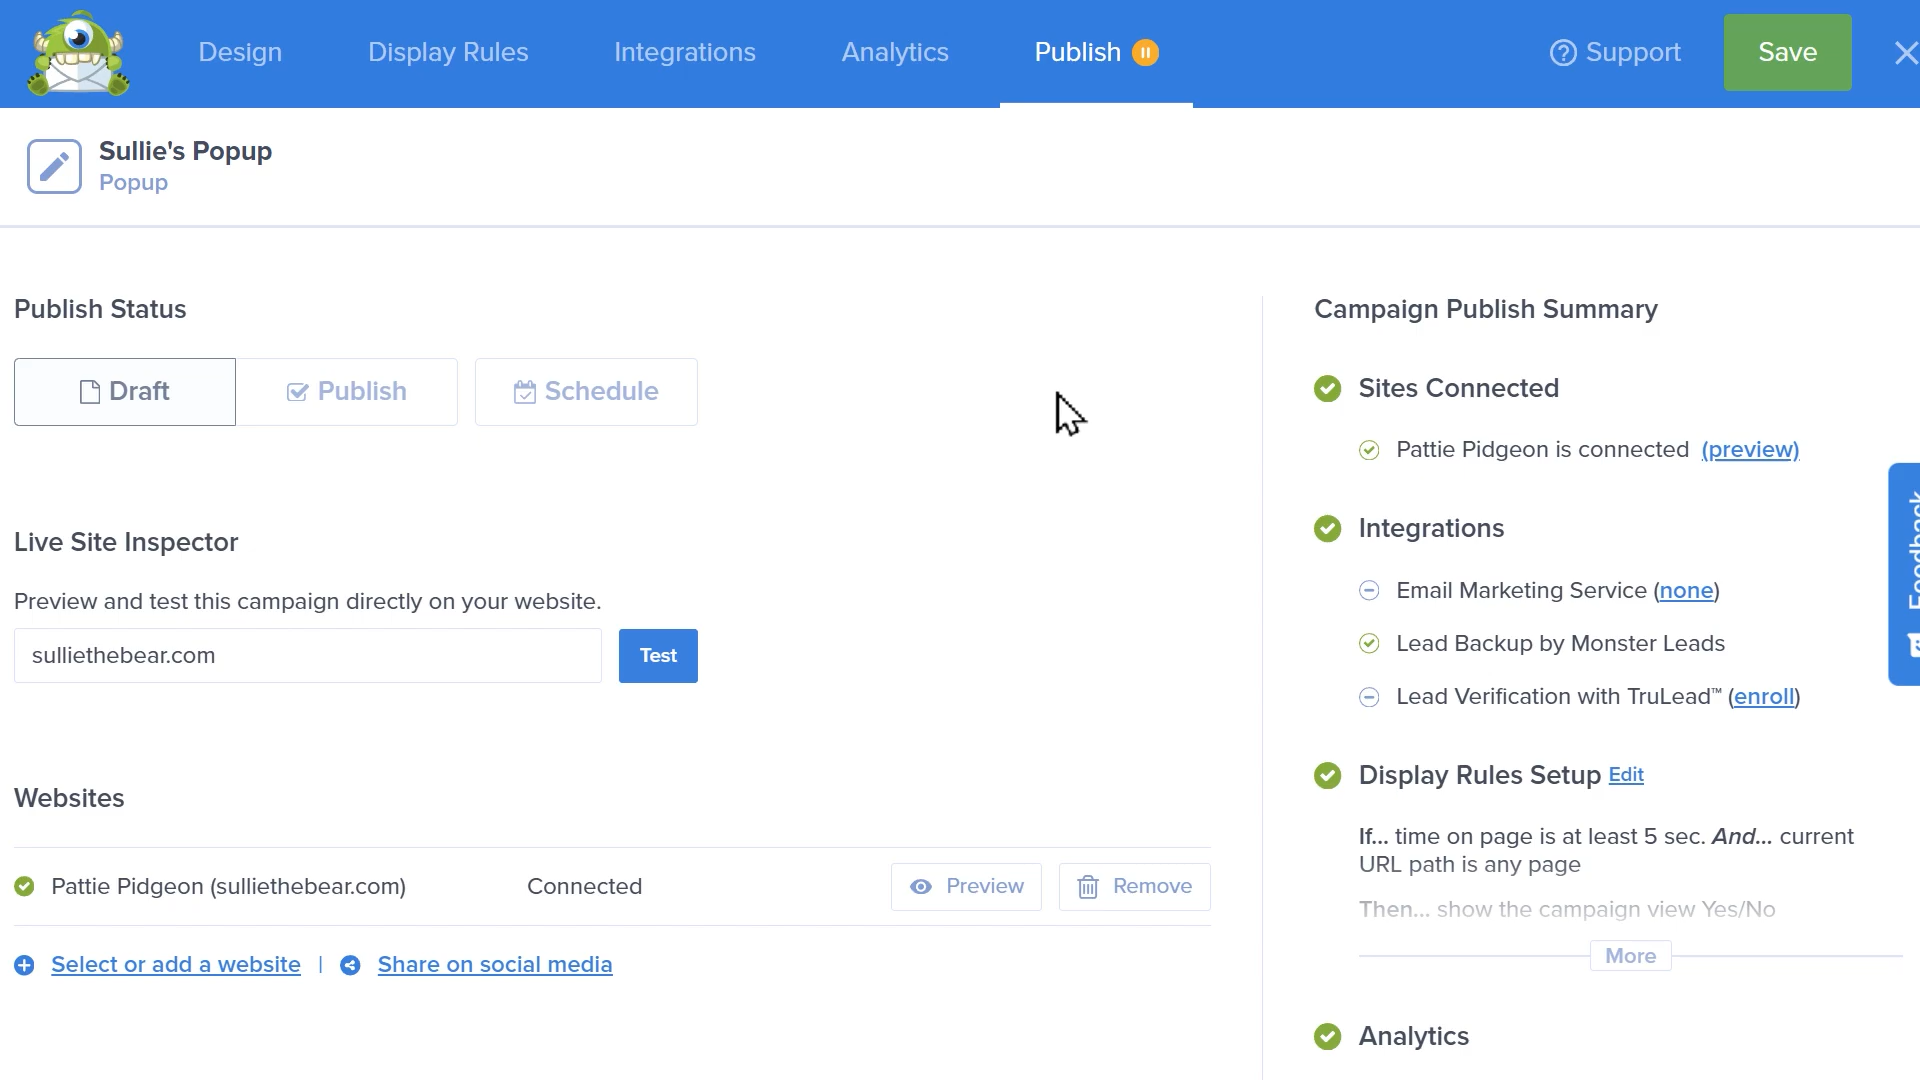 Design Display Rules Integrations Analytics Publish Support Save
Sullie's Popup
Popup
Publish Status
Draft Publish Schedule
Live Site Inspector
Preview and test this campaign directly on your website.
sulliethebear.com Test
Websites
Pattie Pidgeon (sulliethebear.com) Connected Preview Remove
Select or add a website | Share on social media
Campaign Publish Summary
Sites Connected
Pattie Pidgeon is connected (preview)
Integrations
Email Marketing Service (none)
Lead Backup by Monster Leads
Lead Verification with TruLead™ (enroll)
Display Rules Setup Edit
If... time on page is at least 5 sec. And... current
URL path is any page
Then... show the campaign view Yes/No
More
Analytics
Feedback